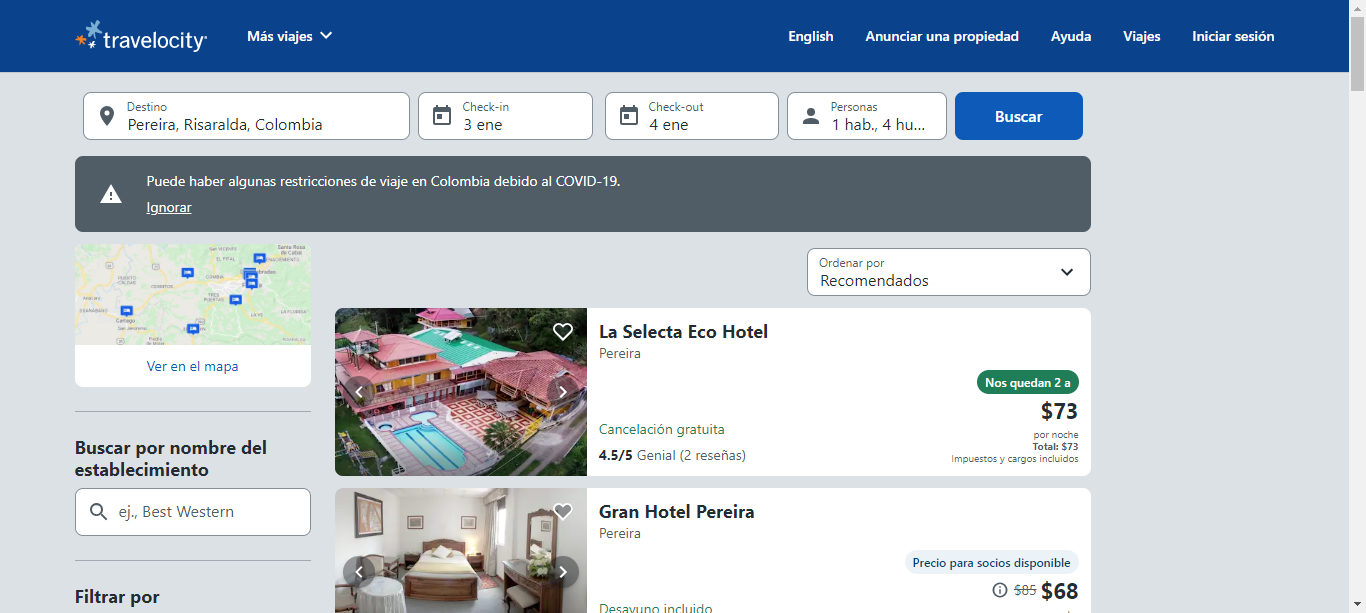 travelocity
Más viajes
English
Anunciar una propiedad
Ayuda
Viajes
Iniciar sesión
Destino
Pereira, Risaralda, Colombia
Check-in
3 ene
Check-out
4 ene
Personas
1 hab., 4 hu...
Buscar
Puede haber algunas restricciones de viaje en Colombia debido al COVID-19.
Ignorar
Ver en el mapa
Ordenar por
Recomendados
Buscar por nombre del
establecimiento
ej., Best Western
Filtrar por
La Selecta Eco Hotel
Pereira
Nos quedan 2 a
$73
por noche
Total: $73
Impuestos y cargos incluidos
Cancelación gratuita
4.5/5 Genial (2 reseñas)
Gran Hotel Pereira
Pereira
Precio para socios disponible
$85 $68
Desayuno incluido